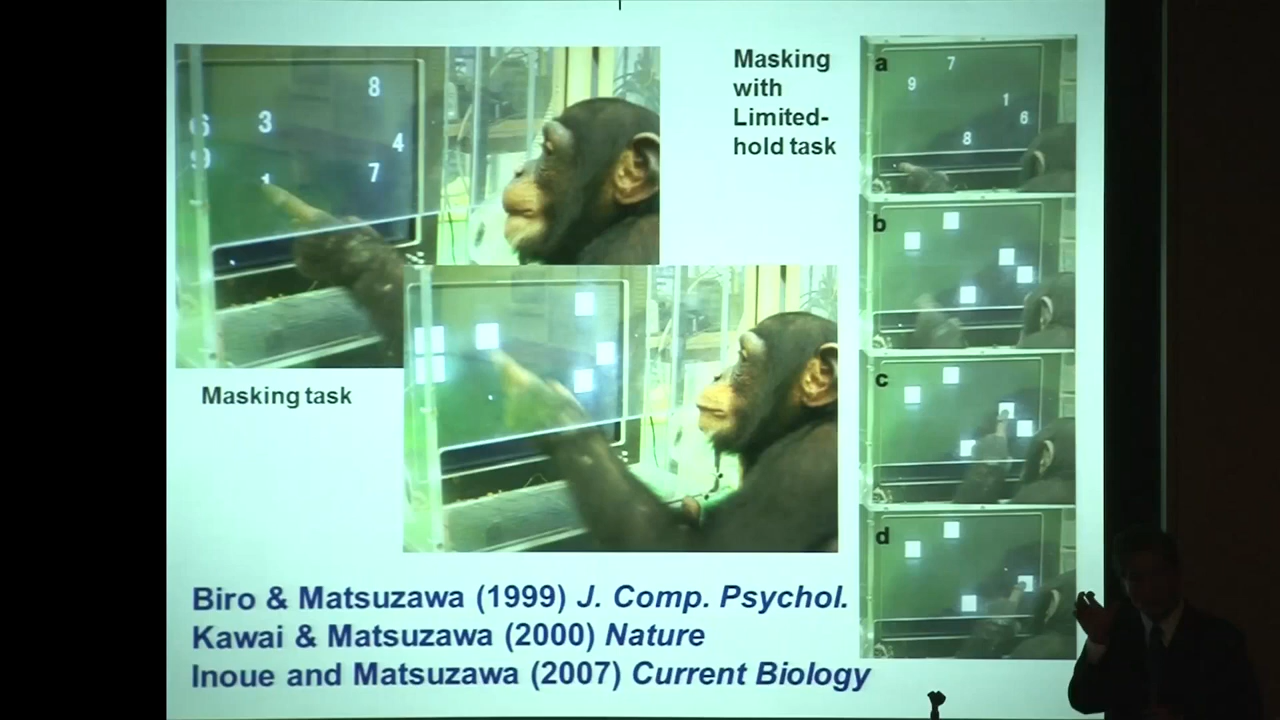 8
6
3
4
9
7
1
Masking task
Masking
with
Limited-
hold task
a
7
9
1
6
8
b
c
d
Biro & Matsuzawa (1999) J. Comp. Psychol.
Kawai & Matsuzawa (2000) Nature
Inoue and Matsuzawa (2007) Current Biology